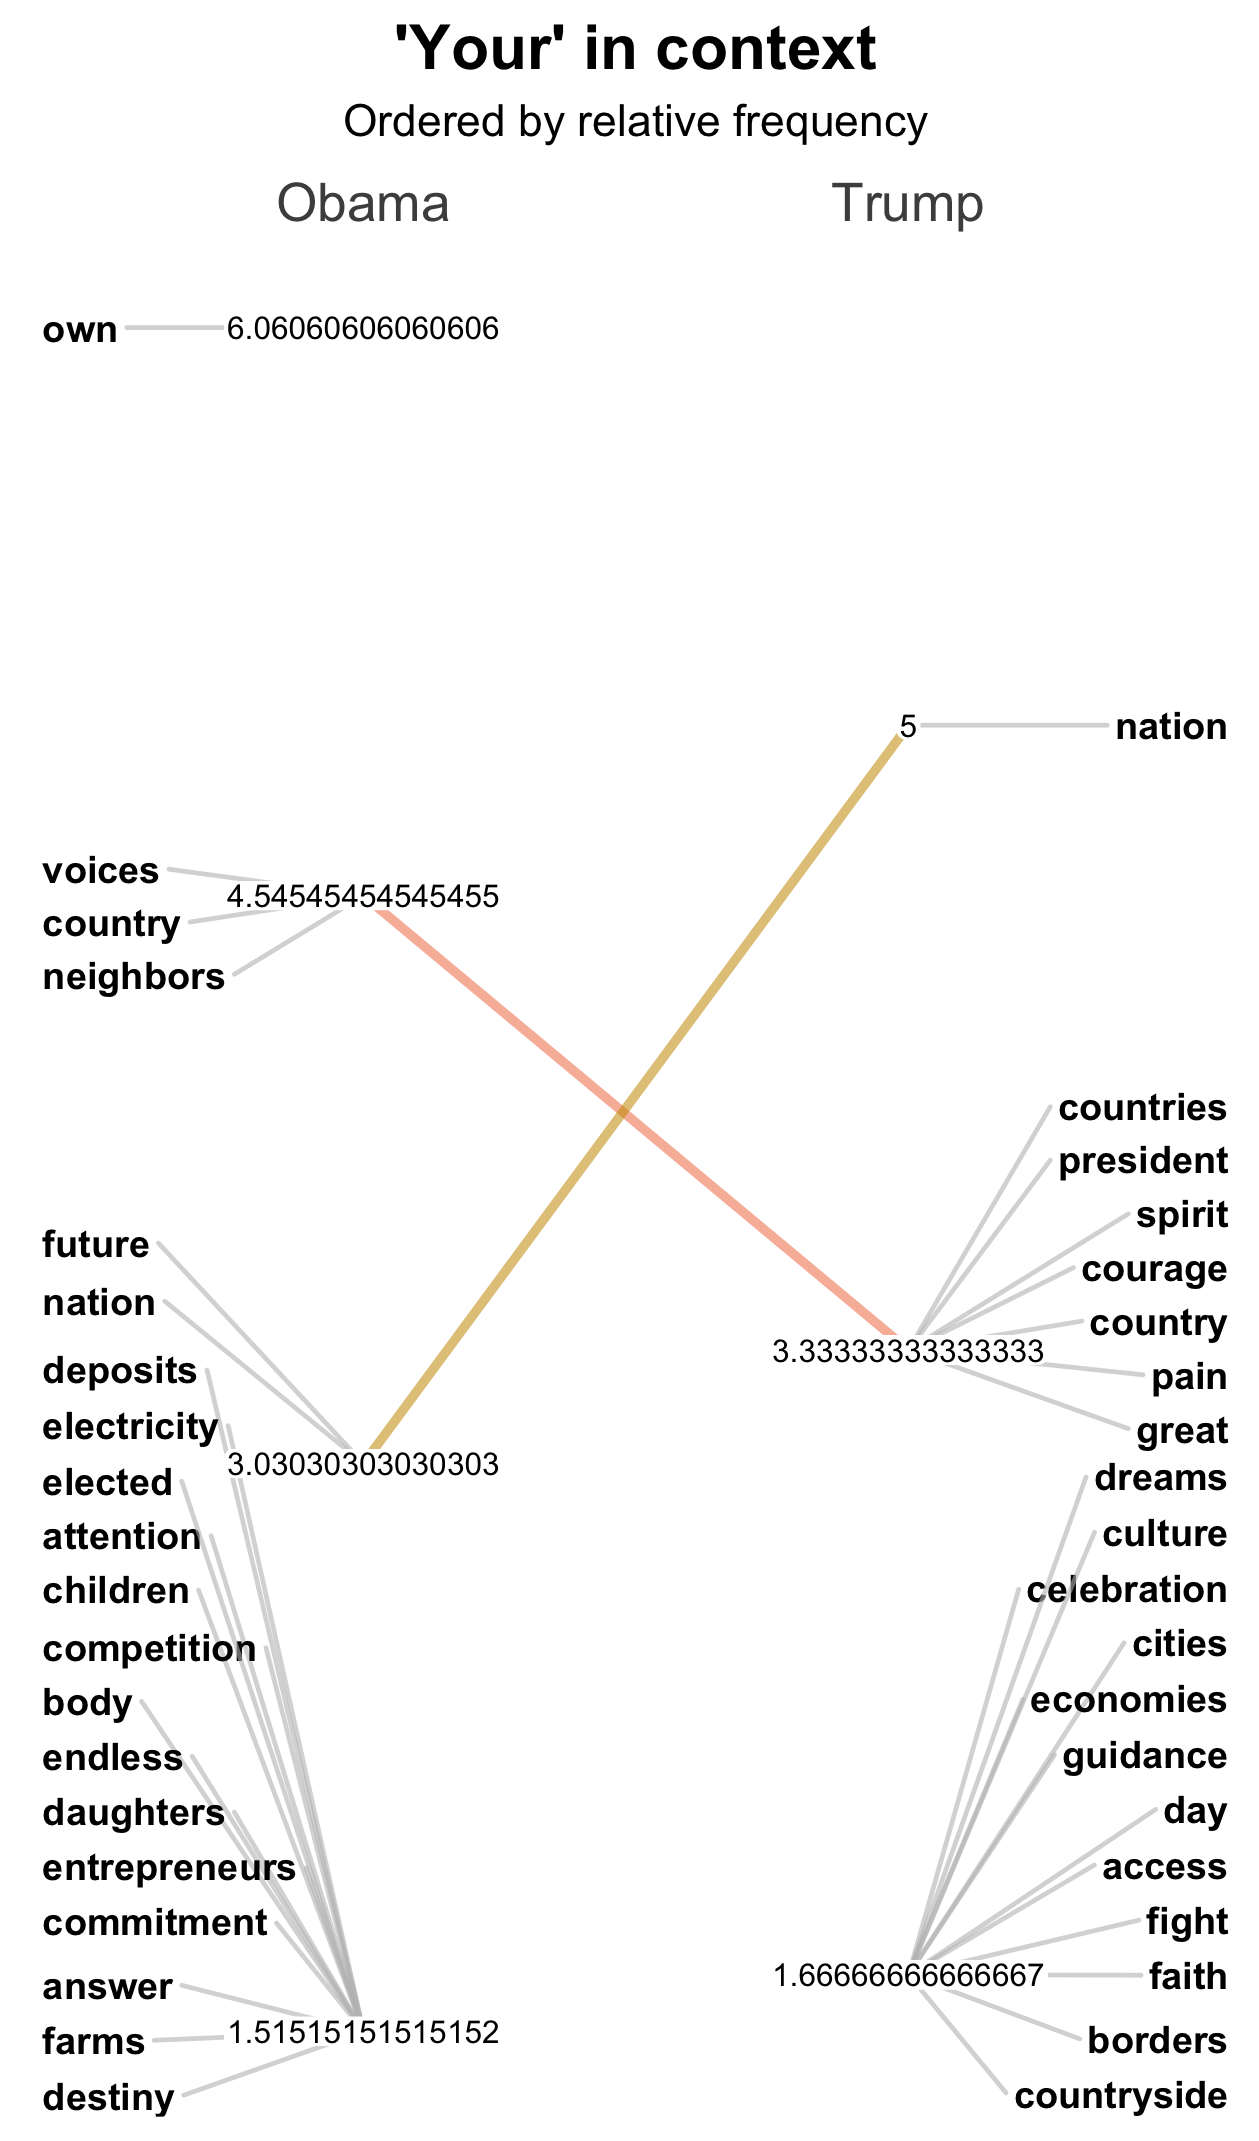 'Your' in context
Ordered by relative frequency
Obama
Trump
own
6.06060606060606
5
nation
voices
4.54545454545455
country
neighbors
countries
president
spirit
courage
country
3.33333333333333
pain
great
future
nation
deposits
electricity
3.03030303030303
elected
attention
children
competition
body
endless
daughters
entrepreneurs
commitment
answer
farms
1.51515151515152
destiny
dreams
culture
celebration
cities
economies
guidance
day
access
fight
1.66666666666667
faith
borders
countryside